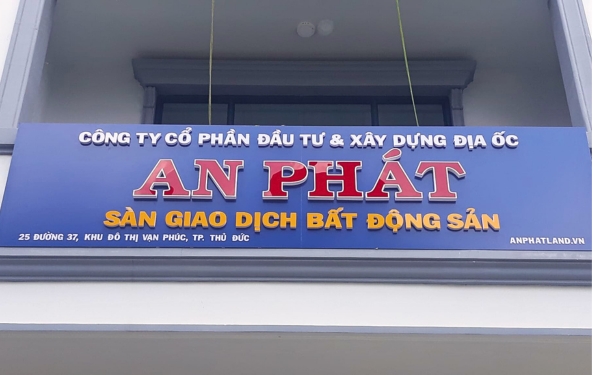 CÔNG TY CỔ PHẦN ĐẦU TƯ & XÂY DỰNG ĐỊA ỐC
AN PHÁT
SÀN GIAO DỊCH BẤT ĐỘNG SẢN
25 ĐƯỜNG 37, KHU ĐÔ THỊ VẠN PHÚC, TP. THỦ ĐỨC
ANPHATLAND.VN